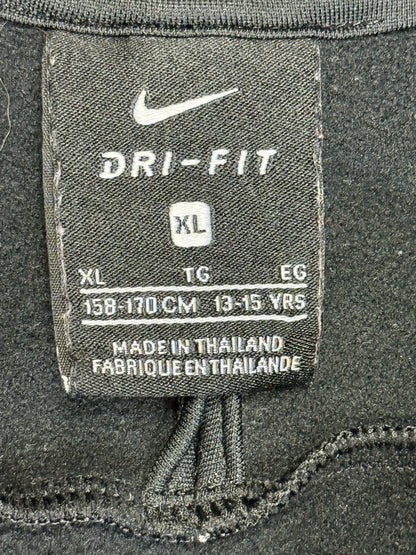 DRI-FIT
XL
XL TG EG
158-170 CM 13-15 YRS
MADE IN THAILAND
FABRIQUE EN THAILANDE